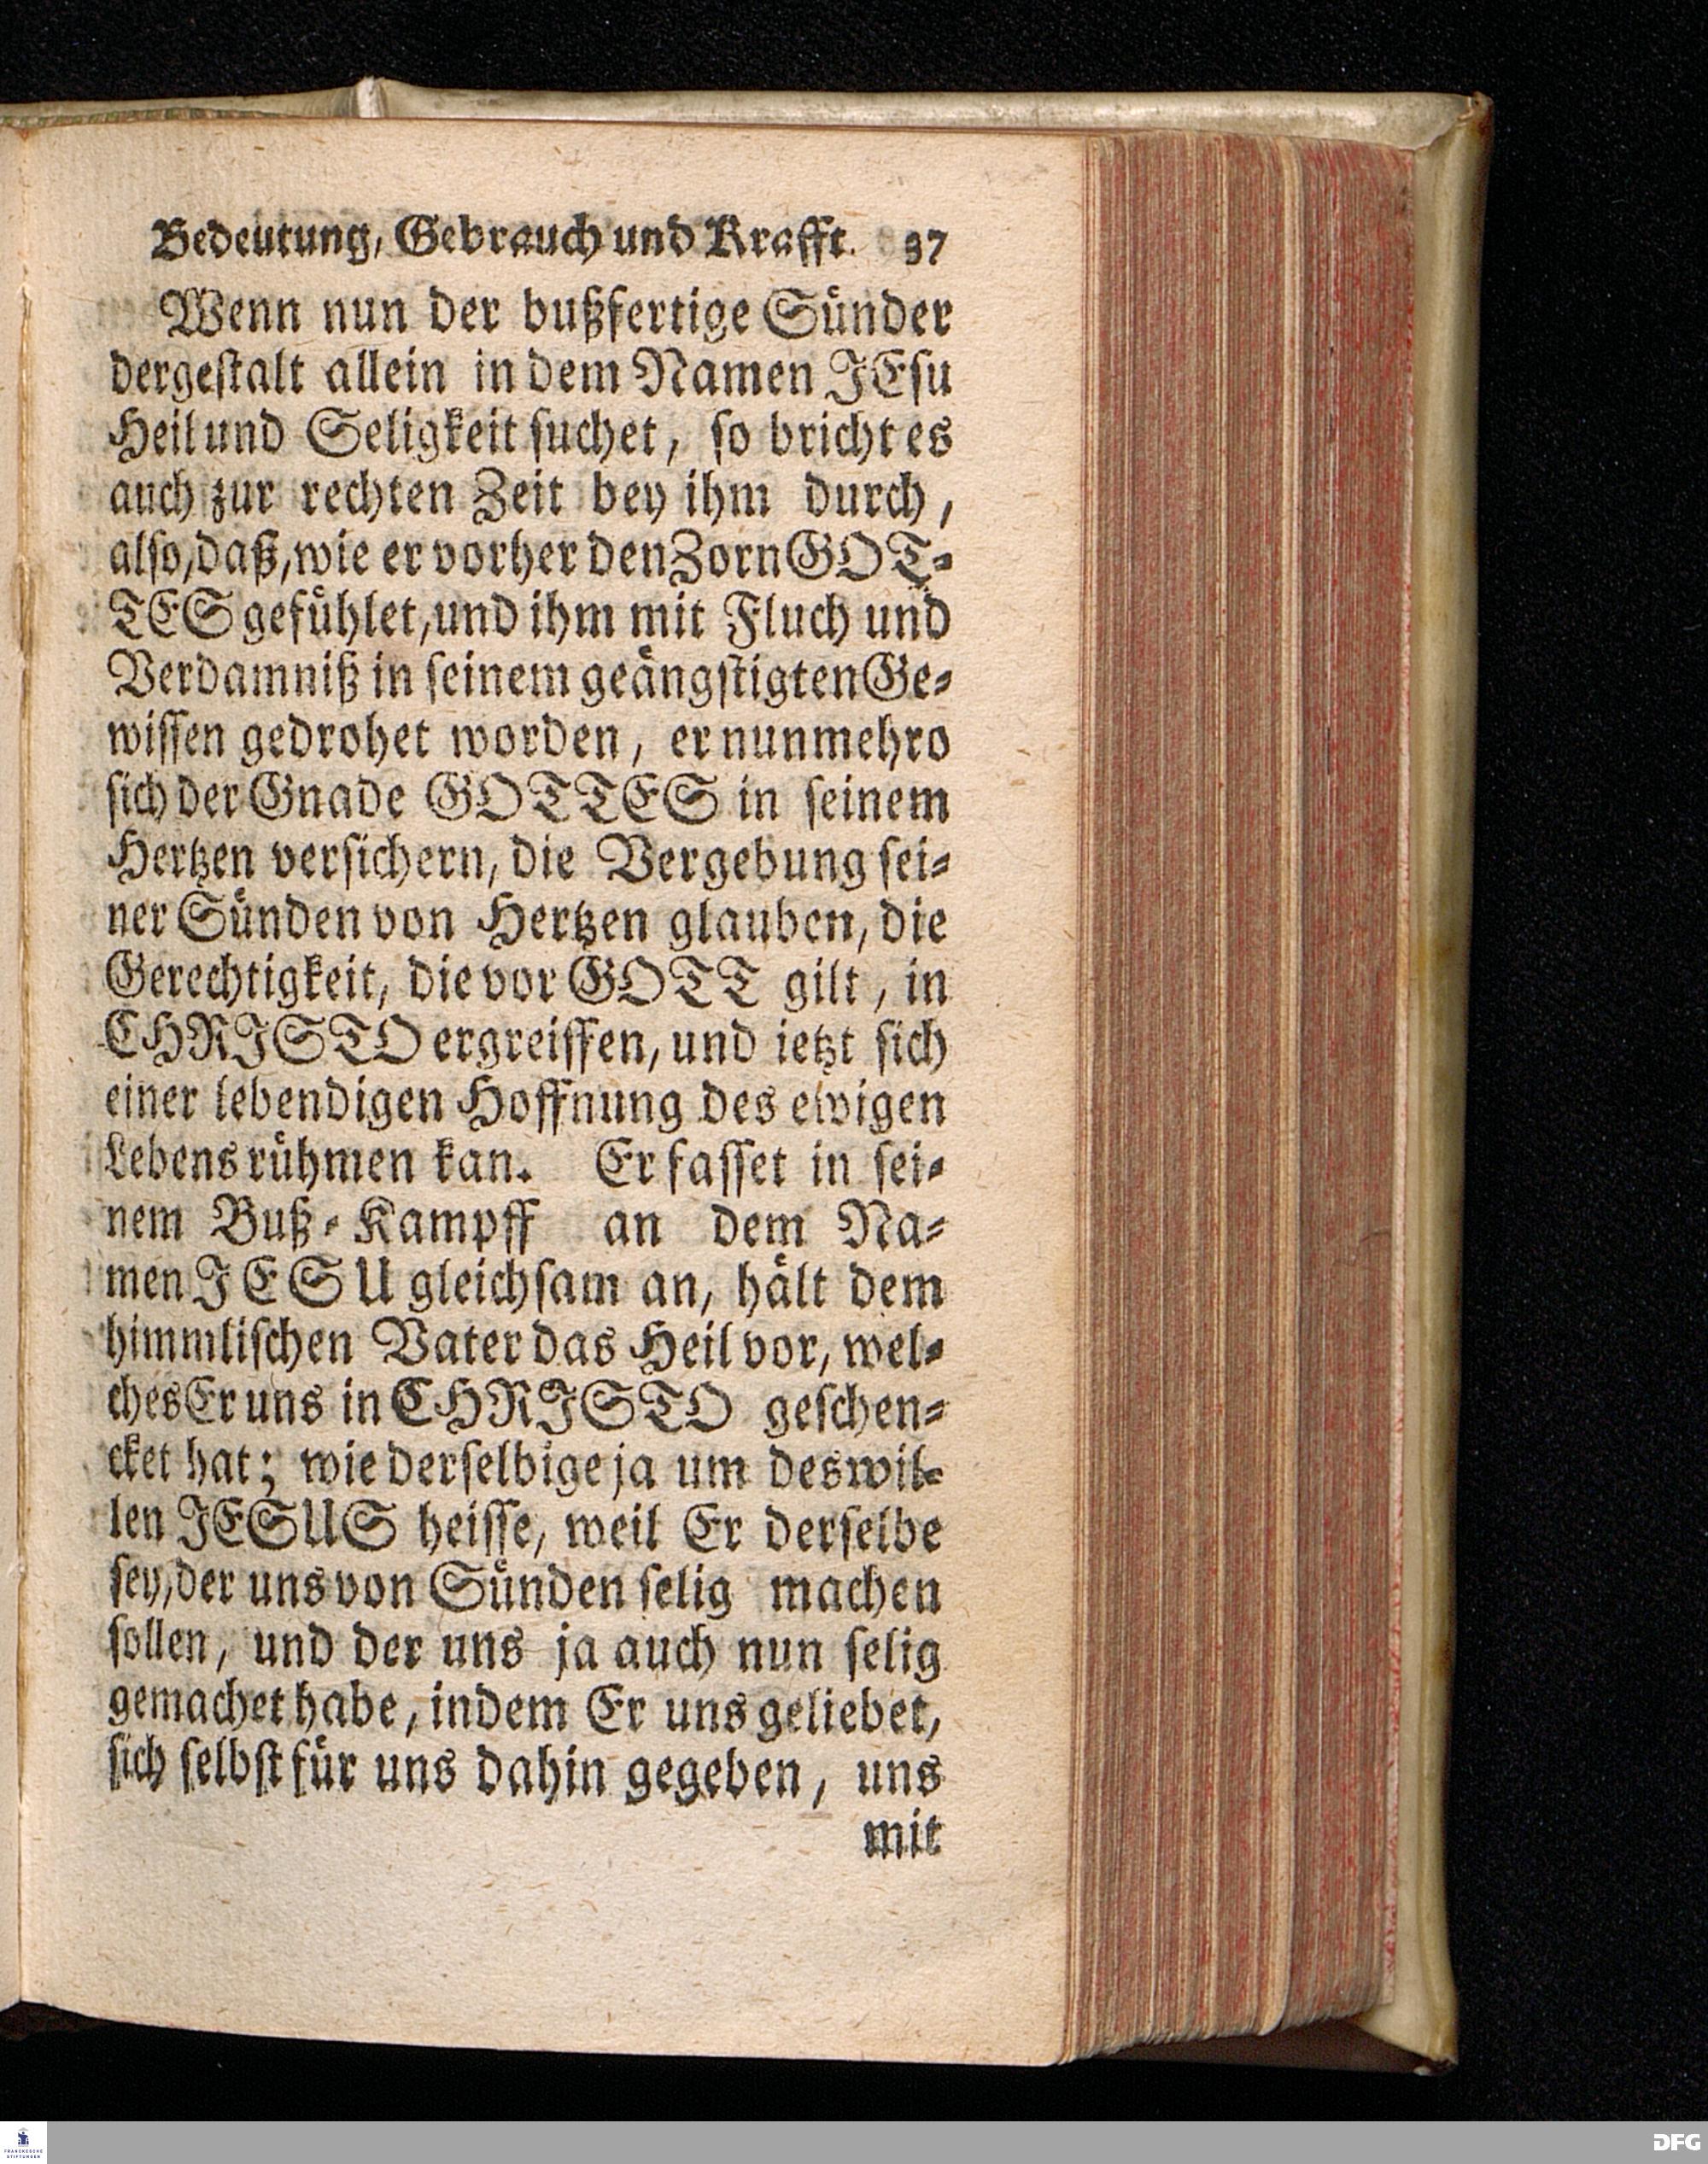 Bedeutung, Gebrauch und Krafft. 37
Wenn nun der bußfertige Sünder
dergestalt allein in dem Namen JEsu
Heil und Seligkeit suchet, so bricht es
auch zur rechten Zeit bey ihm durch,
also, daß, wie er vorher den Zorn GOT-
TES gefühlet, und ihm mit Fluch und
Verdamniß in seinem geängstigten Ge-
wissen gedrohet worden, er nunmehro
sich der Gnade GOTTES in seinem
Hertzen versichern, die Vergebung sei-
ner Sünden von Hertzen glauben, die
Gerechtigkeit, die vor GOTT gilt, in
CHRISTO ergreiffen, und ietzt sich
einer lebendigen Hoffnung des ewigen
Lebens rühmen kan. Er fasset in sei-
nem Buß-Kampff an dem Na-
men JESU gleichsam an, hält dem
himmlischen Vater das Heil vor, wel-
ches Er uns in CHRISTO geschen-
cket hat; wie derselbige ja um deswil-
len JESUS heisse, weil Er derselbe
sey, der uns von Sünden selig machen
sollen, und der uns ja auch nun selig
gemachet habe, indem Er uns geliebet,
sich selbst für uns dahin gegeben, uns
mit
FRANCKESCHE
STIFTUNGEN
DFG